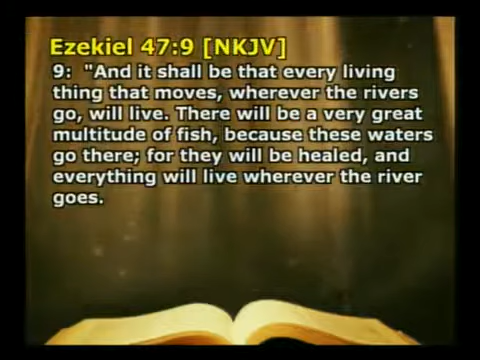 Ezekiel 47:9 [NKJV]
9:  "And it shall be that every living
thing that moves, wherever the rivers
go, will live. There will be a very great
multitude of fish, because these waters
go there; for they will be healed, and
everything will live wherever the river
goes.